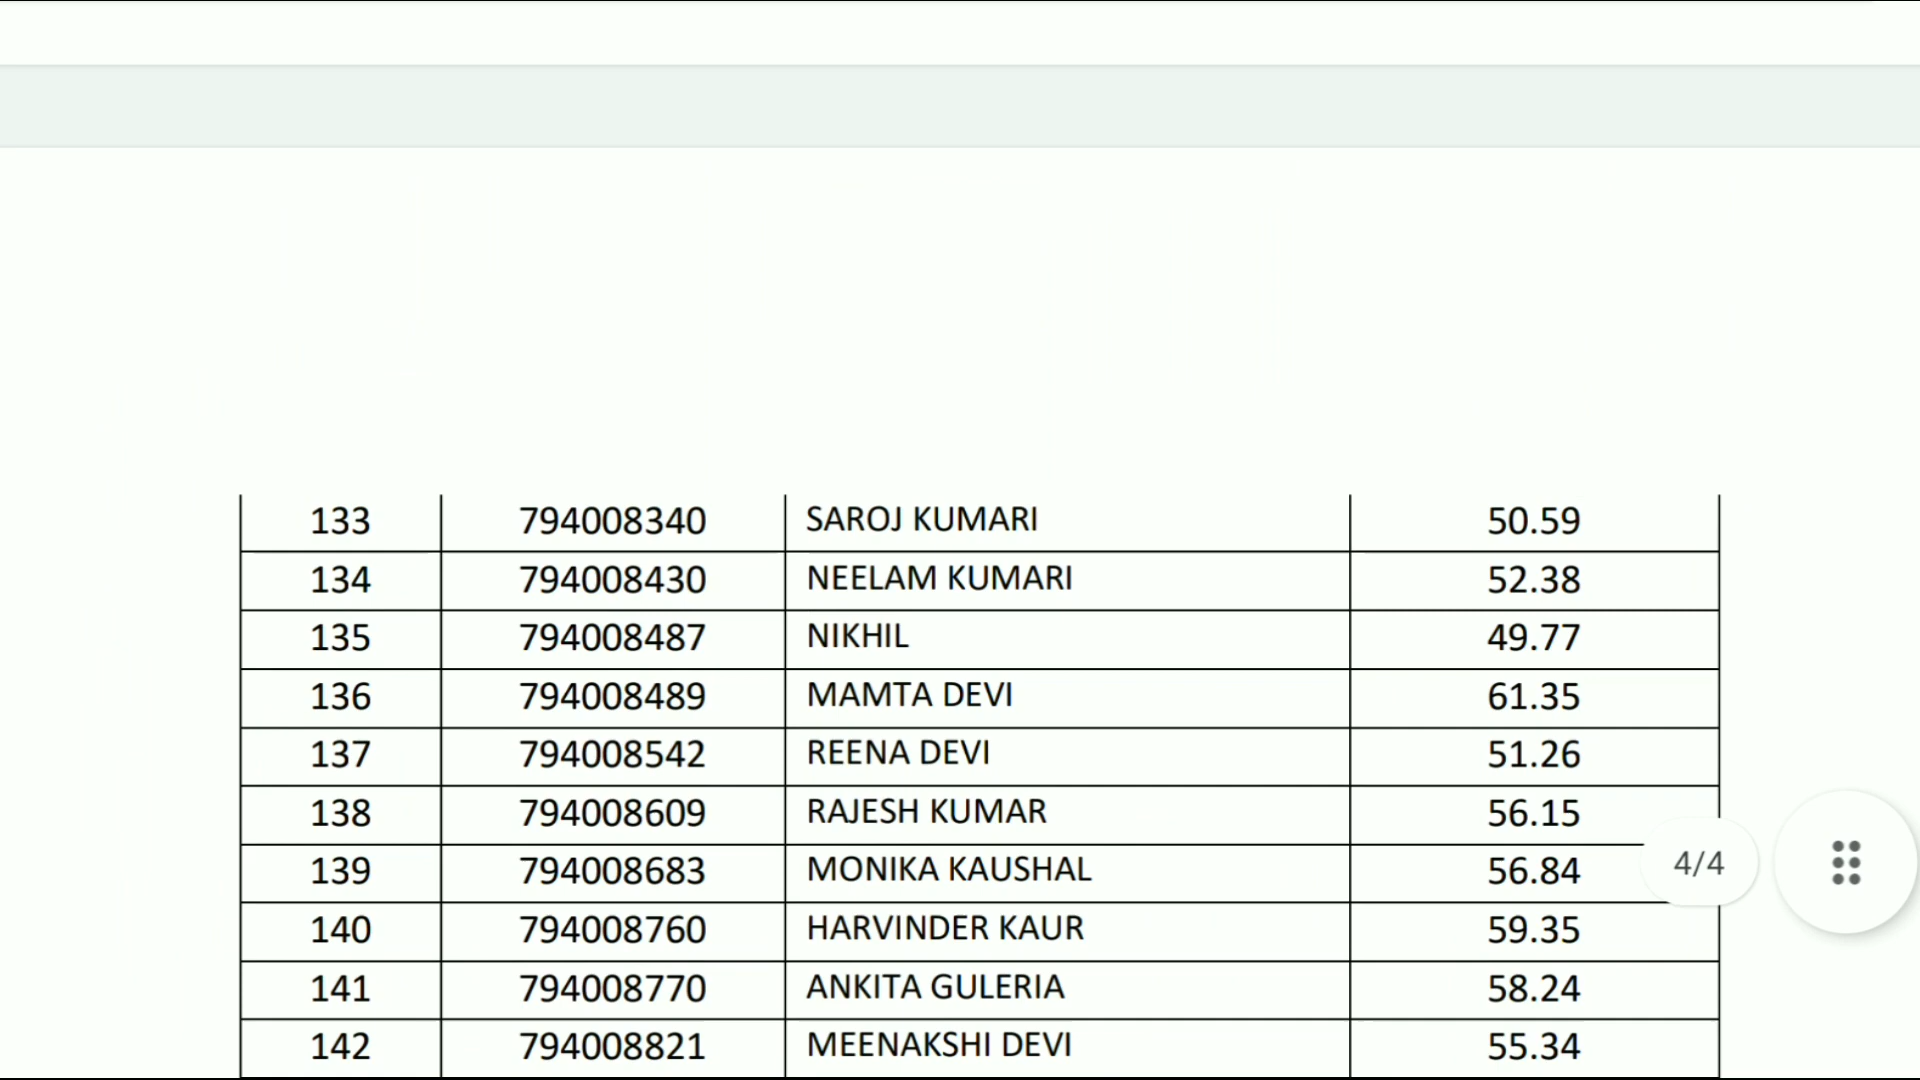 133 794008340 SAROJ KUMARI 50.59
134 794008430 NEELAM KUMARI 52.38
135 794008487 NIKHIL 49.77
136 794008489 MAMTA DEVI 61.35
137 794008542 REENA DEVI 51.26
138 794008609 RAJESH KUMAR 56.15
139 794008683 MONIKA KAUSHAL 56.84
4/4
140 794008760 HARVINDER KAUR 59.35
141 794008770 ANKITA GULERIA 58.24
142 794008821 MEENAKSHI DEVI 55.34